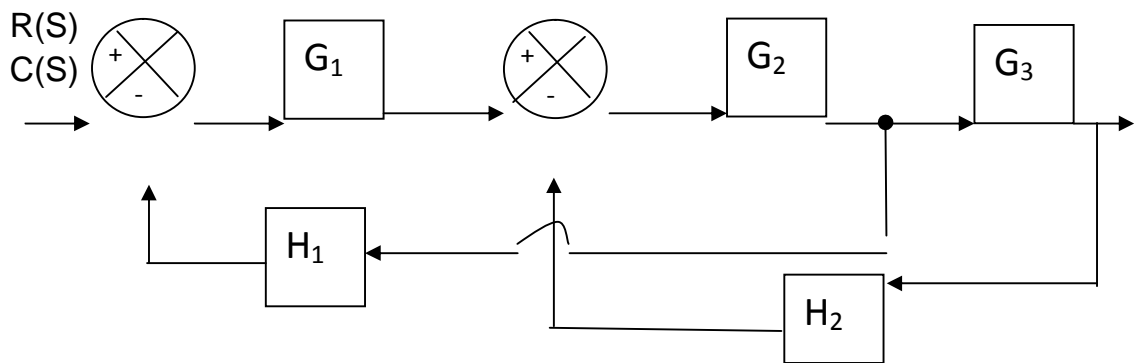 R(S)
C(S)
+
-
G₁
+
-
G₂
G₃
H₁
H₂